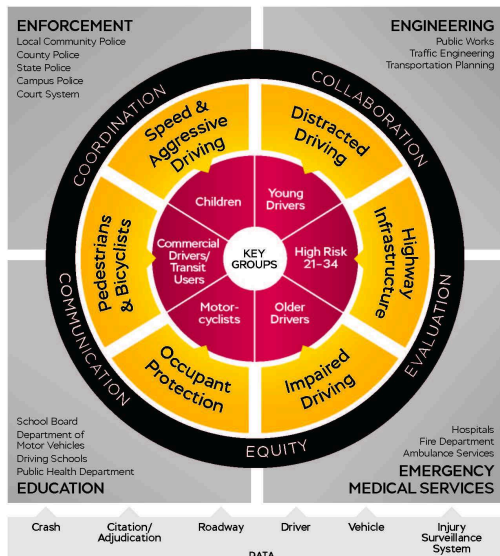 ENFORCEMENT
Local Community Police
County Police
State Police
Campus Police
Court System
ENGINEERING
Public Works
Traffic Engineering
Transportation Planning
COORDINATION
COLLABORATION
COMMUNICATION
EVALUATION
EQUITY
Speed &
Aggressive
Driving
Distracted
Driving
Pedestrians
& Bicyclists
Highway
Infrastructure
Occupant
Protection
Impaired
Driving
Children
Young
Drivers
Commercial
Drivers/
Transit
Users
KEY
GROUPS
High Risk
21–34
Motor-
cyclists
Older
Drivers
School Board
Department of
Motor Vehicles
Driving Schools
Public Health Department
EDUCATION
Hospitals
Fire Department
Ambulance Services
EMERGENCY
MEDICAL SERVICES
Crash
Citation/
Adjudication
Roadway
Driver
Vehicle
Injury
Surveillance
System
DATA